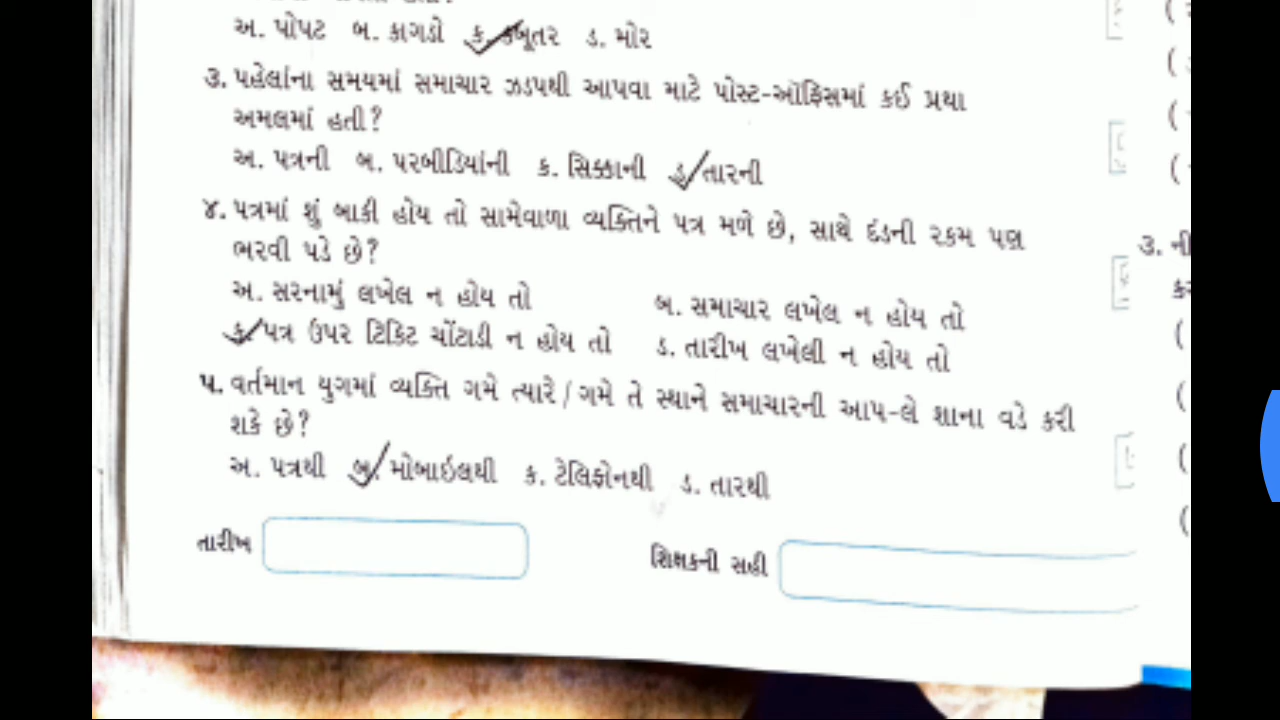 અ. પોપટ બ. કાગડો ક. કબૂતર ડ. મોર
૩. પહેલાંના સમયમાં સમાચાર ઝડપથી આપવા માટે પોસ્ટ-ઑફિસમાં કઈ પ્રથા
અમલમાં હતી?
અ. પત્રની બ. પરબીડિયાંની ક. સિક્કાની ડ. તારની
૪. પત્રમાં શું બાકી હોય તો સામેવાળા વ્યક્તિને પત્ર મળે છે, સાથે દંડની રકમ પણ
ભરવી પડે છે?
અ. સરનામું લખેલ ન હોય તો બ. સમાચાર લખેલ ન હોય તો
ક. પત્ર ઉપર ટિકિટ ચોંટાડી ન હોય તો ડ. તારીખ લખેલી ન હોય તો
૫. વર્તમાન યુગમાં વ્યક્તિ ગમે ત્યારે / ગમે તે સ્થાને સમાચારની આપ-લે શાના વડે કરી
શકે છે?
અ. પત્રથી બ. મોબાઇલથી ક. ટેલિફોનથી ડ. તારથી
તારીખ શિક્ષકની સહી
૩. ની